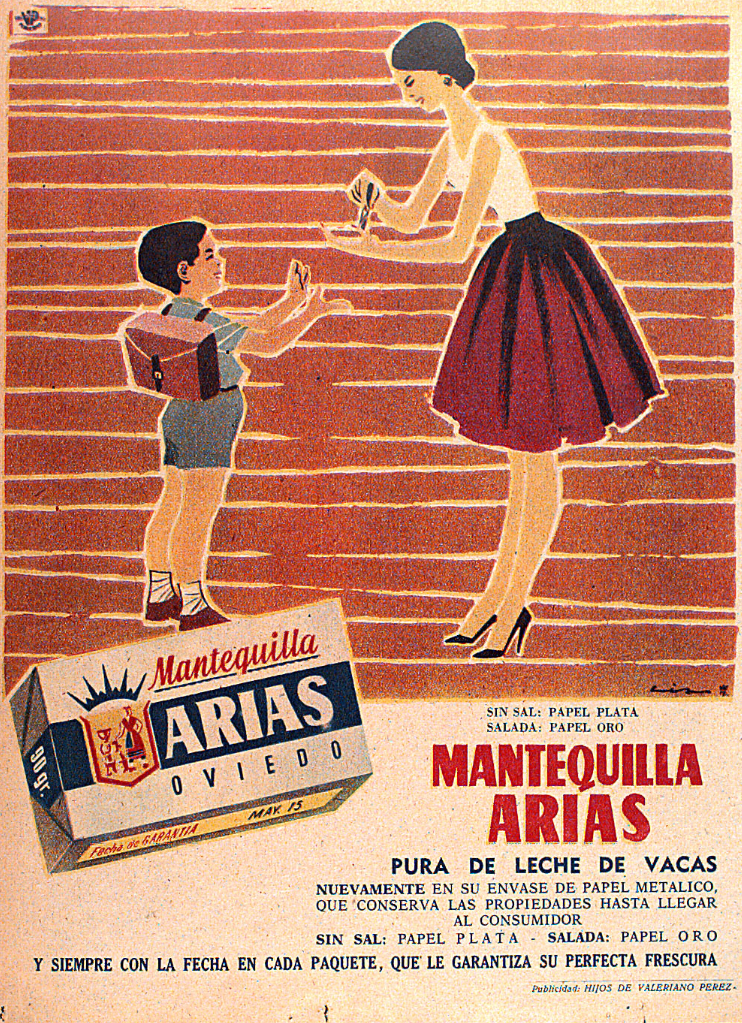 SIN SAL: PAPEL PLATA
SALADA: PAPEL ORO
Mantequilla
ARIAS
OVIEDO
90 gr.
Fecha de GARANTIA
MAY. 15
MANTEQUILLA
ARIAS
PURA DE LECHE DE VACAS
NUEVAMENTE EN SU ENVASE DE PAPEL METALICO,
QUE CONSERVA LAS PROPIEDADES HASTA LLEGAR
AL CONSUMIDOR
SIN SAL: PAPEL PLATA - SALADA: PAPEL ORO
Y SIEMPRE CON LA FECHA EN CADA PAQUETE, QUE LE GARANTIZA SU PERFECTA FRESCURA
Publicidad: HIJOS DE VALERIANO PEREZ-